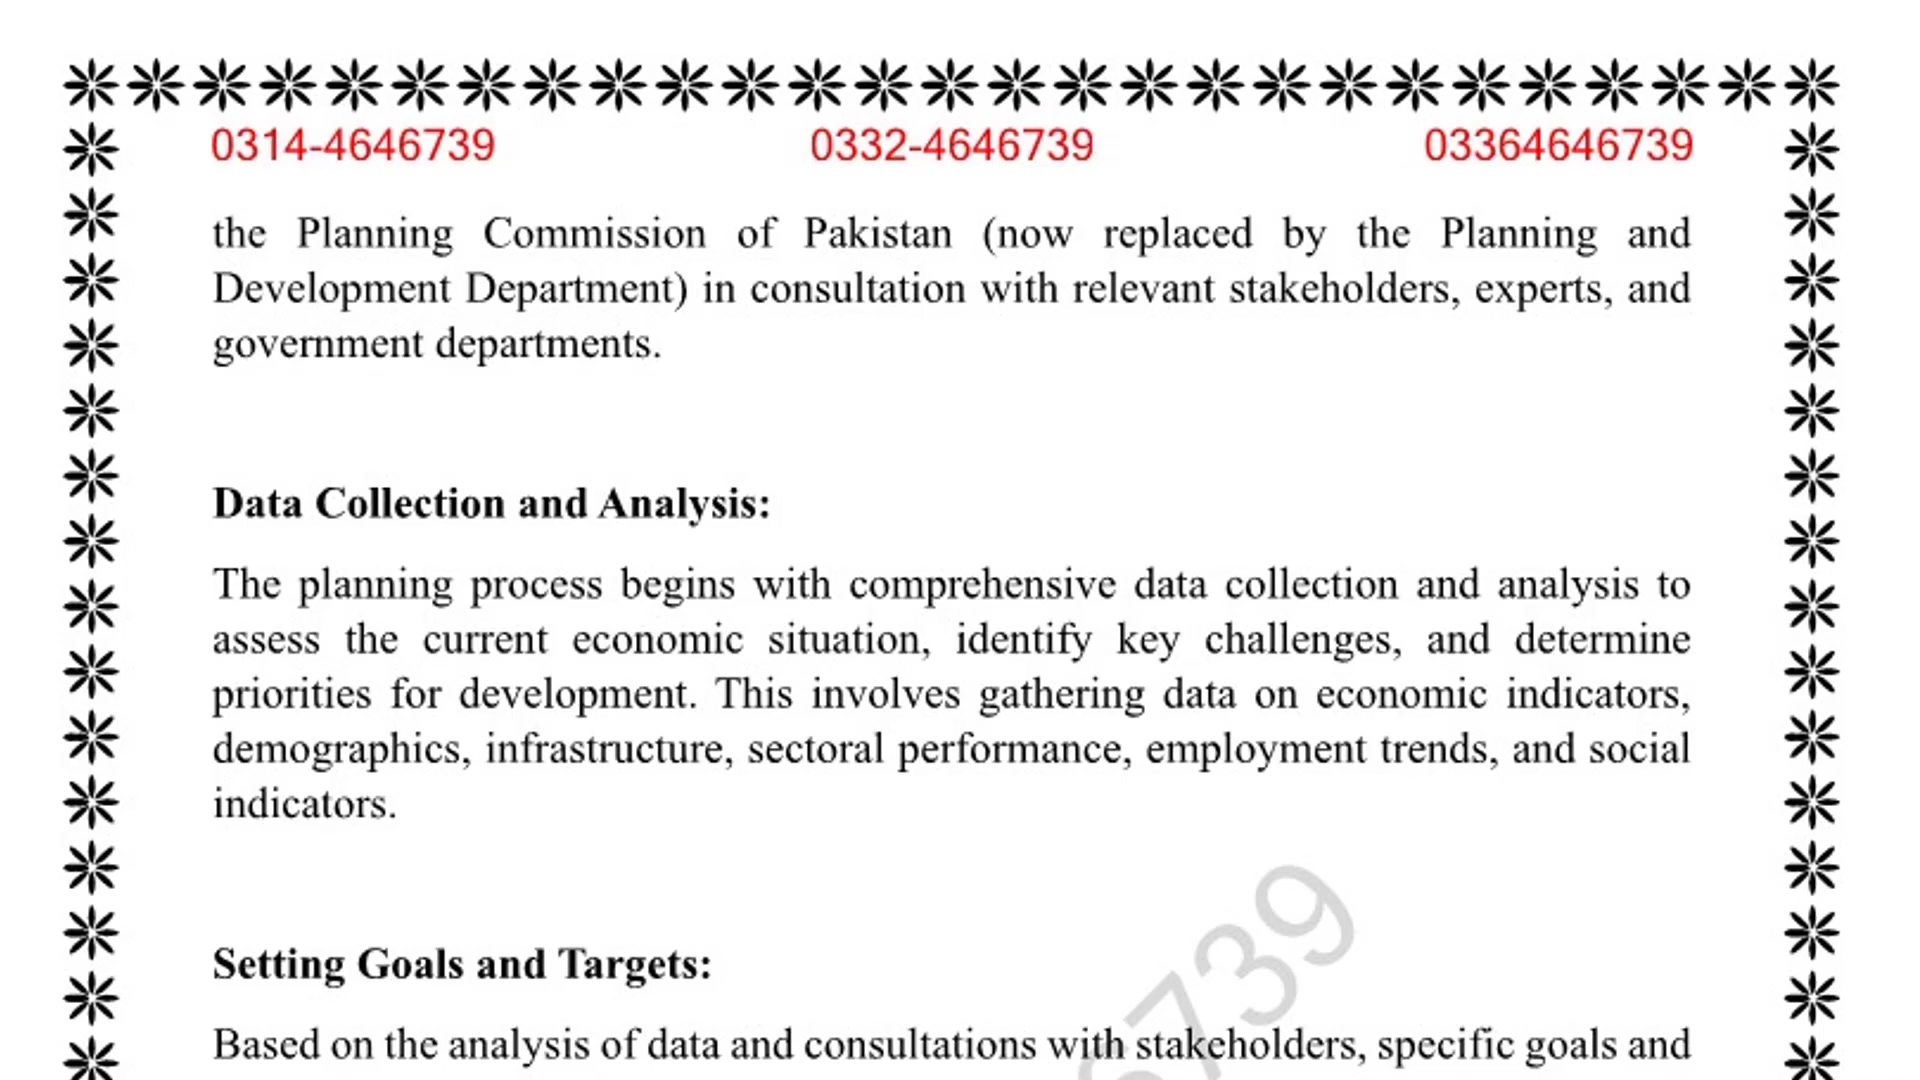 0314-4646739 0332-4646739 03364646739
the Planning Commission of Pakistan (now replaced by the Planning and
Development Department) in consultation with relevant stakeholders, experts, and
government departments.
Data Collection and Analysis:
The planning process begins with comprehensive data collection and analysis to
assess the current economic situation, identify key challenges, and determine
priorities for development. This involves gathering data on economic indicators,
demographics, infrastructure, sectoral performance, employment trends, and social
indicators.
Setting Goals and Targets:
Based on the analysis of data and consultations with stakeholders, specific goals and
6739